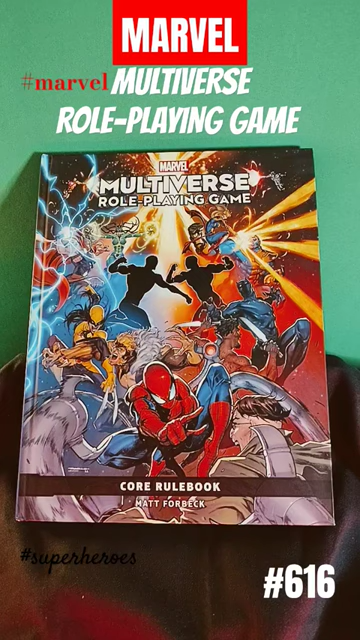 MARVEL
#marvel MULTIVERSE
ROLE-PLAYING GAME
MARVEL
MULTIVERSE
ROLE-PLAYING GAME
CORE RULEBOOK
MATT FORBECK
#superheroes
#616